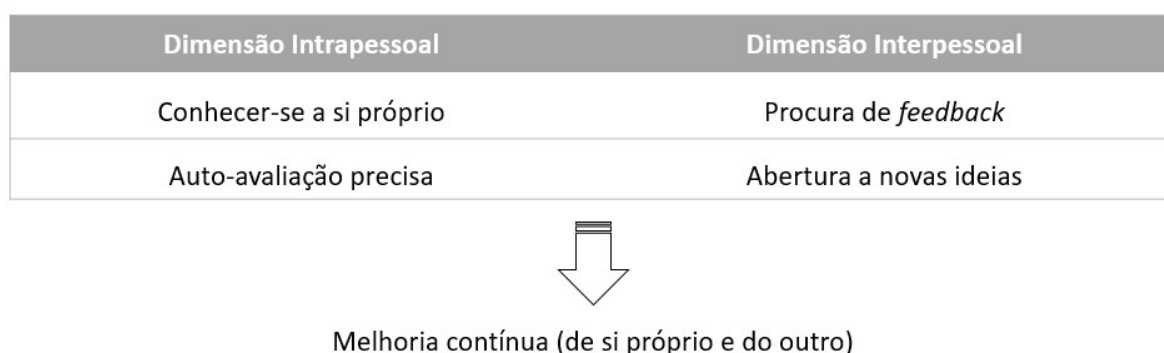 Dimensão Intrapessoal Dimensão Interpessoal
Conhecer-se a si próprio Procura de feedback
Auto-avaliação precisa Abertura a novas ideias
Melhoria contínua (de si próprio e do outro)